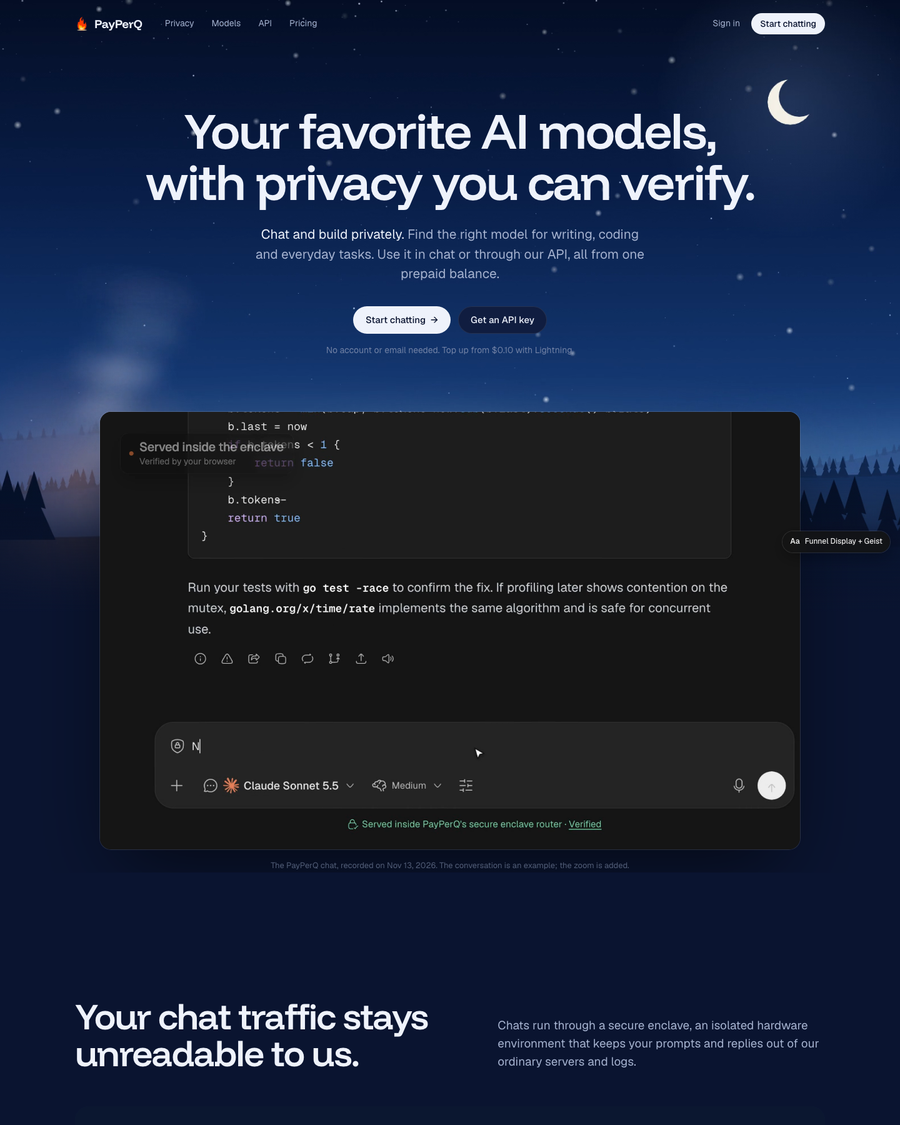 PayPerQ
Privacy
Models
API
Pricing
Sign in
Start chatting
Your favorite AI models,
with privacy you can verify.
Chat and build privately. Find the right model for writing, coding
and everyday tasks. Use it in chat or through our API, all from one
prepaid balance.
Start chatting →
Get an API key
No account or email needed. Top up from $0.10 with Lightning.
b.last = now
if b.tokens < 1 {
Served inside the enclave
Verified by your browser
return false
}
b.tokens--
return true
}
Aa Funnel Display + Geist
Run your tests with go test -race to confirm the fix. If profiling later shows contention on the
mutex, golang.org/x/time/rate implements the same algorithm and is safe for concurrent
use.
N
Claude Sonnet 5.5
Medium
Served inside PayPerQ's secure enclave router · Verified
The PayPerQ chat, recorded on Nov 13, 2026. The conversation is an example; the zoom is added.
Your chat traffic stays
unreadable to us.
Chats run through a secure enclave, an isolated hardware
environment that keeps your prompts and replies out of our
ordinary servers and logs.